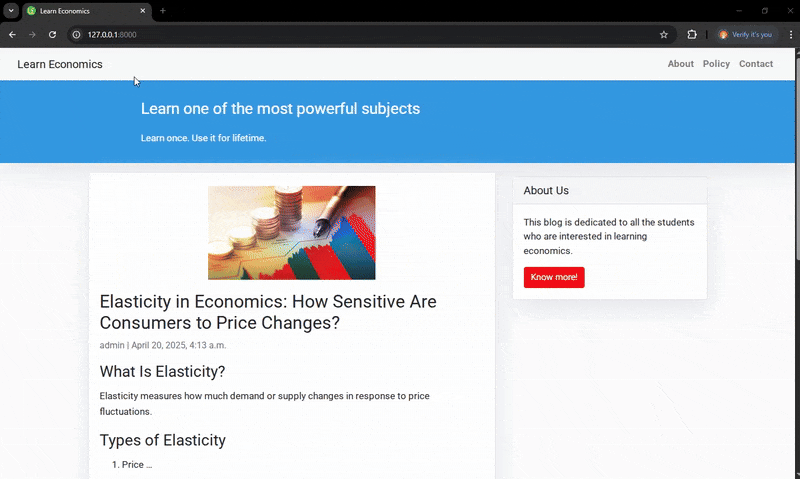 Learn Economics
127.0.0.1:8000
Verify it's you
Learn Economics
About Policy Contact
Learn one of the most powerful subjects
Learn once. Use it for lifetime.
Elasticity in Economics: How Sensitive Are
Consumers to Price Changes?
admin | April 20, 2025, 4:13 a.m.
What Is Elasticity?
Elasticity measures how much demand or supply changes in response to price
fluctuations.
Types of Elasticity
1. Price ...
About Us
This blog is dedicated to all the students
who are interested in learning
economics.
Know more!